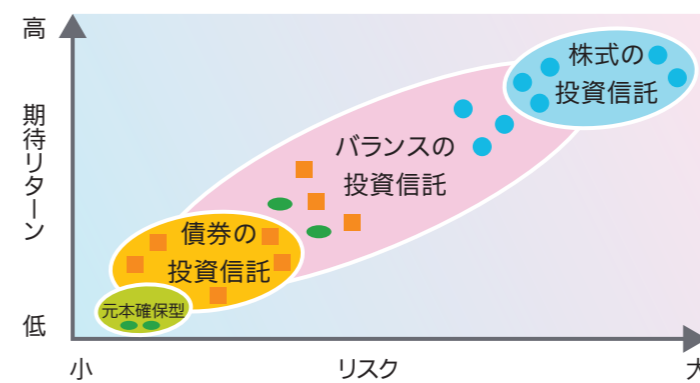 高
期待リターン
低
株式の
投資信託
バランスの
投資信託
債券の
投資信託
元本確保型
小
リスク
大